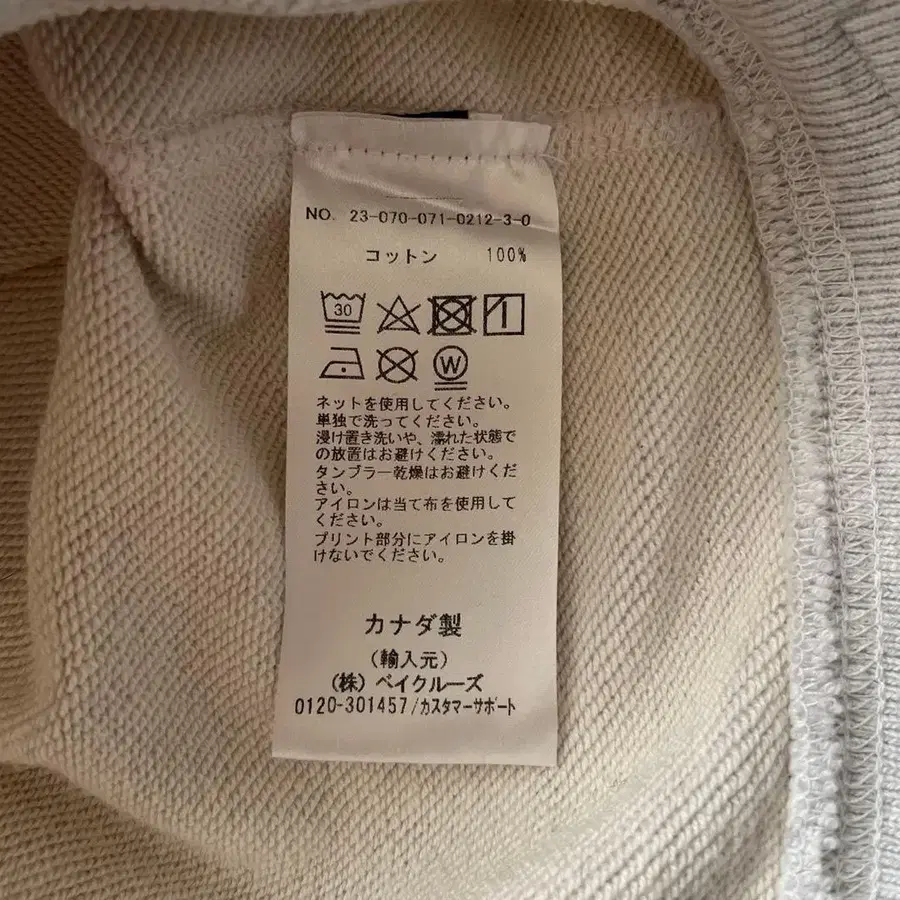 NO. 23-070-071-0212-3-0
コットン 100%
30
W
ネットを使用してください。
単独で洗ってください。
浸け置き洗いや、濡れた状態で
の放置はお避けください。
タンブラー乾燥はお避けくだ
さい。
アイロンは当て布を使用して
ください。
プリント部分にアイロンを掛
けないでください。
カナダ製
(輸入元)
(株) ベイクルーズ
0120-301457/カスタマーサポート